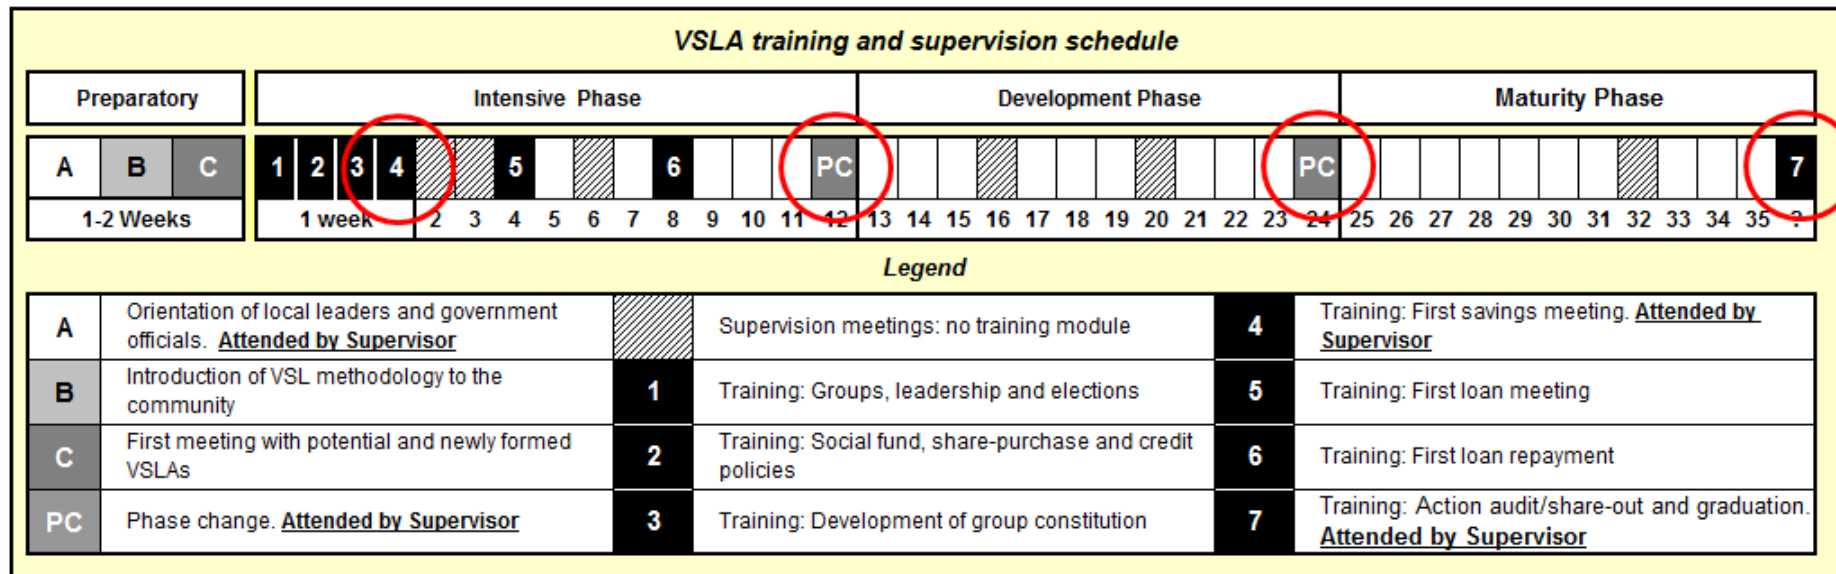 VSLA training and supervision schedule
Preparatory Intensive Phase Development Phase Maturity Phase
A B C 1 2 3 4 5 6 PC PC 7
1-2 Weeks 1 week 2 3 4 5 6 7 8 9 10 11 12 13 14 15 16 17 18 19 20 21 22 23 24 25 26 27 28 29 30 31 32 33 34 35 ?
Legend
A
Orientation of local leaders and government
officials. Attended by Supervisor
Supervision meetings: no training module
4
Training: First savings meeting. Attended by
Supervisor
B
Introduction of VSL methodology to the
community
1
Training: Groups, leadership and elections
5
Training: First loan meeting
C
First meeting with potential and newly formed
VSLAs
2
Training: Social fund, share-purchase and credit
policies
6
Training: First loan repayment
PC
Phase change. Attended by Supervisor
3
Training: Development of group constitution
7
Training: Action audit/share-out and graduation.
Attended by Supervisor